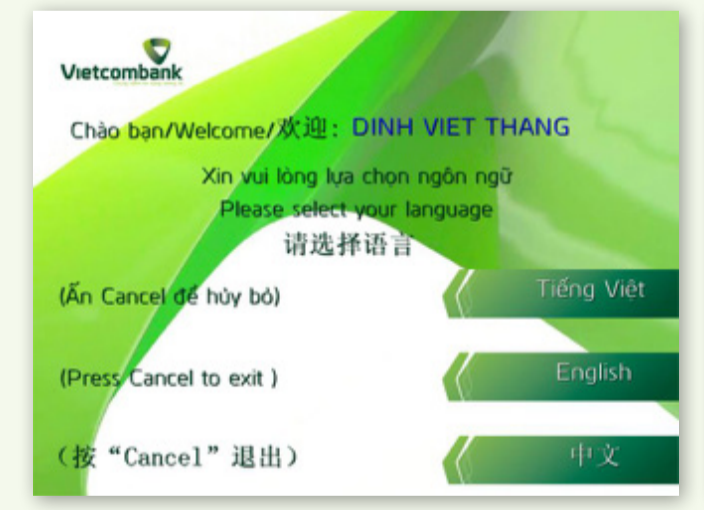 Vietcombank
Chào bạn/Welcome/欢迎: DINH VIET THANG
Xin vui lòng lựa chọn ngôn ngữ
Please select your language
请选择语言
(Ấn Cancel để hủy bỏ)
Tiếng Việt
(Press Cancel to exit )
English
(按 “Cancel” 退出)
中文